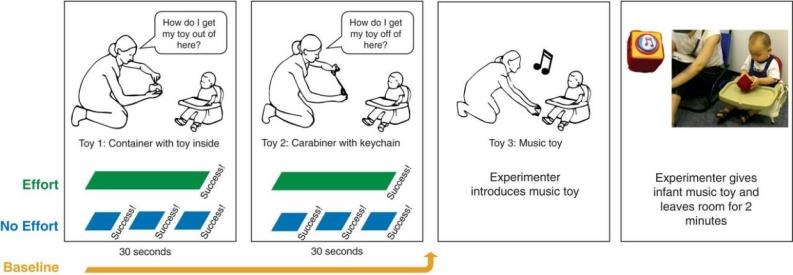 How do I get
my toy out of
here?
Toy 1: Container with toy inside
How do I get
my toy off of
here?
Toy 2: Carabiner with keychain
Toy 3: Music toy
Experimenter
introduces music toy
Experimenter gives
infant music toy and
leaves room for 2
minutes
Effort
Success!
Success!
No Effort
Success!
Success!
Success!
Success!
Success!
Success!
30 seconds
30 seconds
Baseline